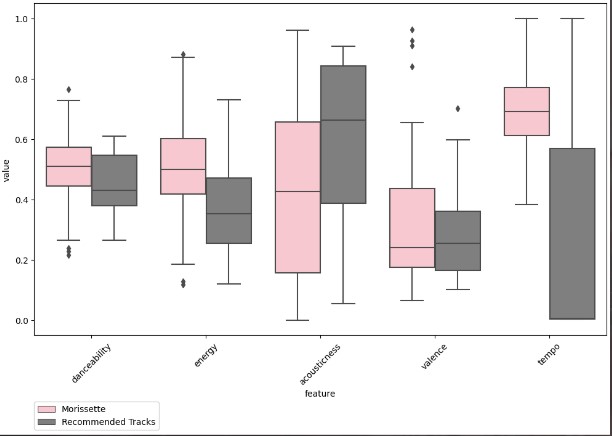 1.0
0.8
0.6
0.4
0.2
0.0
value
danceability
energy
acousticness
valence
tempo
feature
Morissette
Recommended Tracks